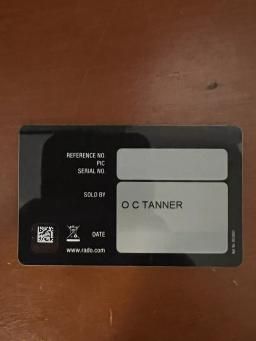 REFERENCE NO.
PIC
SERIAL NO.
SOLD BY
O C TANNER
DATE
www.rado.com